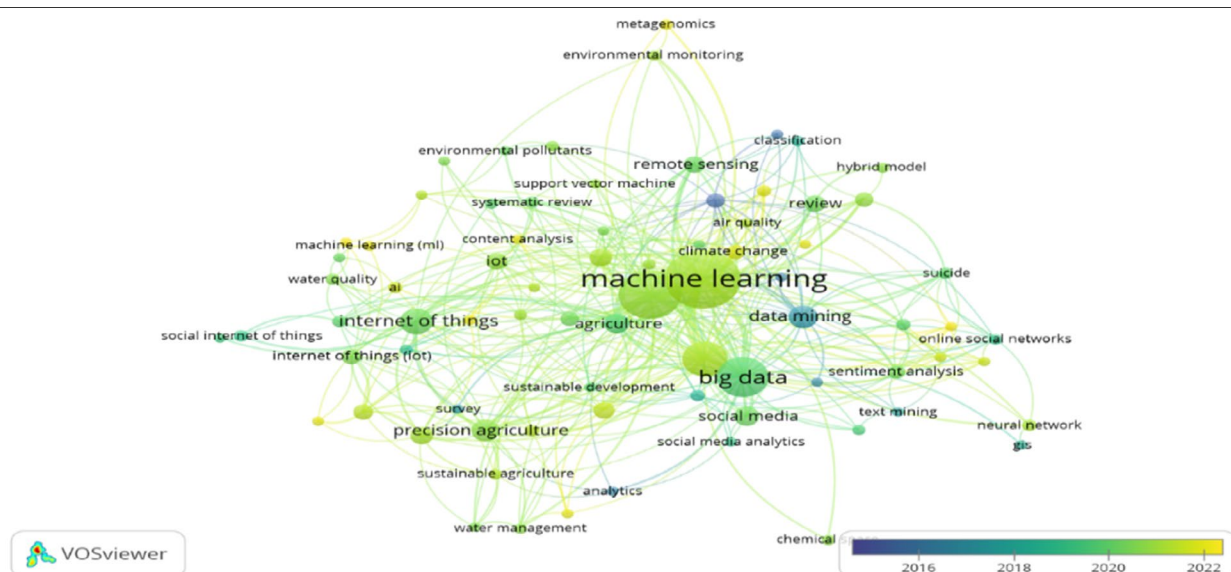 metagenomics
environmental monitoring
classification
environmental pollutants
remote sensing
hybrid model
support vector machine
systematic review
review
air quality
content analysis
machine learning (ml)
climate change
iot
suicide
water quality
machine learning
ai
data mining
internet of things
agriculture
social internet of things
online social networks
internet of things (iot)
sentiment analysis
big data
sustainable development
survey
social media
text mining
precision agriculture
neural network
social media analytics
gis
sustainable agriculture
analytics
water management
chemical
VOSviewer
2016 2018 2020 2022